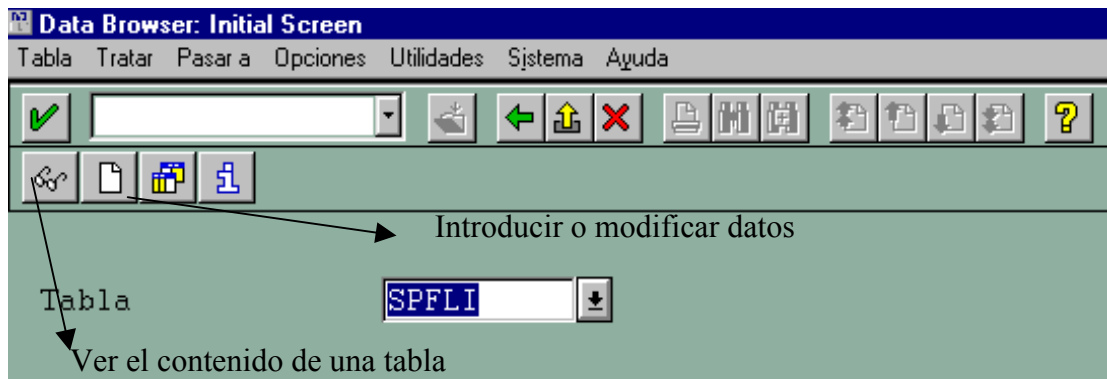 Data Browser: Initial Screen
Tabla Tratar Pasar a Opciones Utilidades Sistema Ayuda
Introducir o modificar datos
Tabla SPFLI
Ver el contenido de una tabla